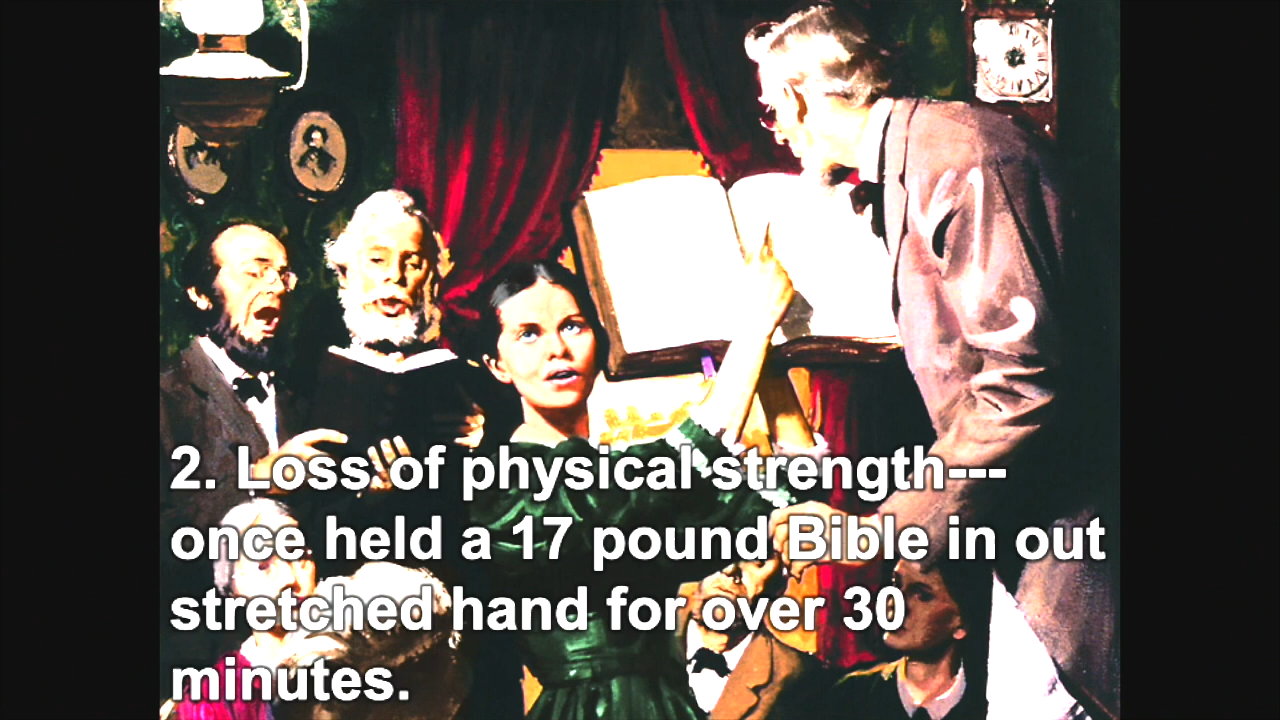 2. Loss of physical strength---
once held a 17 pound Bible in out
stretched hand for over 30
minutes.